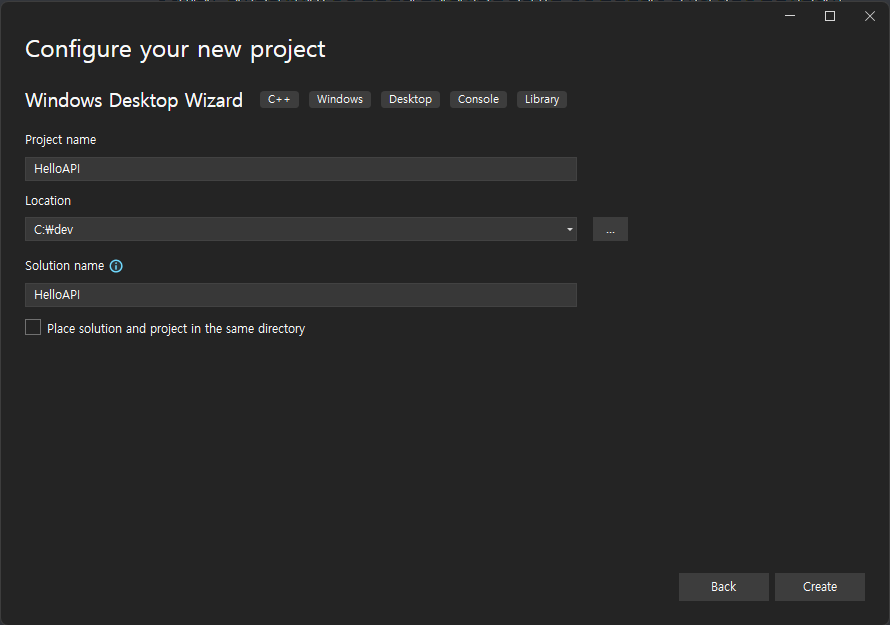 Configure your new project
Windows Desktop Wizard C++ Windows Desktop Console Library
Project name
HelloAPI
Location
C:₩dev
...
Solution name
HelloAPI
Place solution and project in the same directory
Back Create